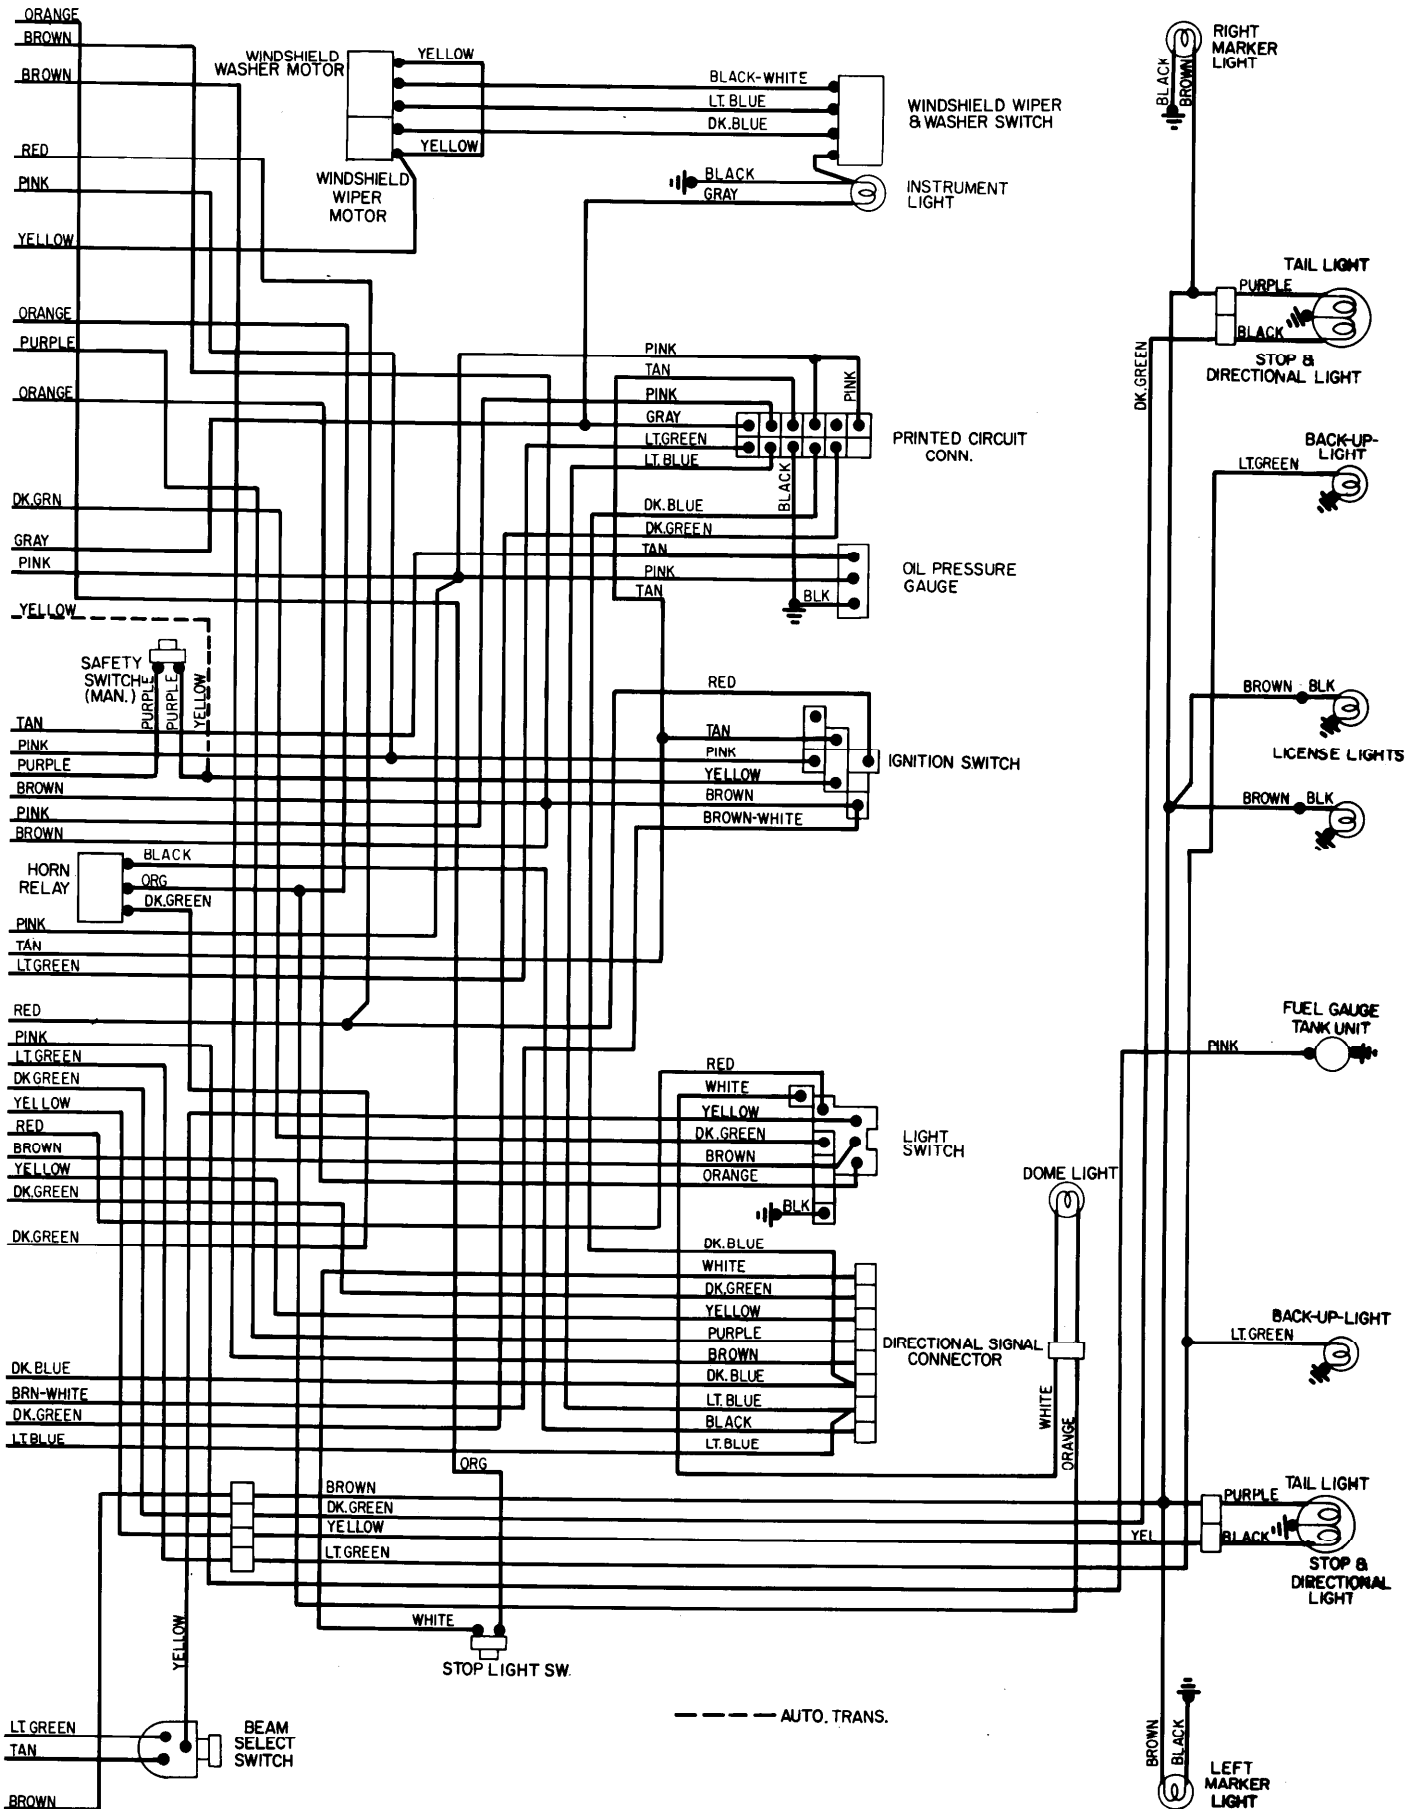 ORANGE
BROWN
BROWN
RED
PINK
YELLOW
ORANGE
PURPLE
ORANGE
DK.GRN
GRAY
PINK
YELLOW
SAFETY
SWITCH
(MAN.)
PURPLE
PURPLE
YELLOW
TAN
PINK
PURPLE
BROWN
PINK
BROWN
HORN
RELAY
BLACK
ORG
DK.GREEN
PINK
TAN
LT.GREEN
RED
PINK
LT.GREEN
DK GREEN
YELLOW
RED
BROWN
YELLOW
DK.GREEN
DK.GREEN
DK BLUE
BRN-WHITE
DK.GREEN
LT.BLUE
YELLOW
LT GREEN
TAN
BROWN
BEAM
SELECT
SWITCH
WINDSHIELD
WASHER MOTOR
YELLOW
YELLOW
WINDSHIELD
WIPER
MOTOR
BLACK-WHITE
LT.BLUE
DK.BLUE
WINDSHIELD WIPER
& WASHER SWITCH
BLACK
GRAY
INSTRUMENT
LIGHT
PINK
TAN
PINK
PINK
GRAY
LT.GREEN
LT.BLUE
BLACK
DK.BLUE
DK.GREEN
PRINTED CIRCUIT
CONN.
TAN
PINK
BLK
TAN
OIL PRESSURE
GAUGE
RED
TAN
PINK
YELLOW
BROWN
BROWN-WHITE
IGNITION SWITCH
RED
WHITE
YELLOW
DK.GREEN
BROWN
ORANGE
BLK
LIGHT
SWITCH
DOME LIGHT
WHITE
ORANGE
DK.BLUE
WHITE
DK.GREEN
YELLOW
PURPLE
BROWN
DK.BLUE
LT.BLUE
BLACK
LT.BLUE
DIRECTIONAL SIGNAL
CONNECTOR
ORG
BROWN
DK.GREEN
YELLOW
LT.GREEN
WHITE
STOP LIGHT SW.
AUTO. TRANS.
RIGHT
MARKER
LIGHT
BLACK
BROWN
TAIL LIGHT
PURPLE
BLACK
STOP &
DIRECTIONAL LIGHT
DK.GREEN
BACK-UP-
LIGHT
LT.GREEN
BROWN BLK
LICENSE LIGHTS
BROWN BLK
FUEL GAUGE
TANK UNIT
PINK
BACK-UP-LIGHT
LT.GREEN
TAIL LIGHT
PURPLE
YEL
BLACK
STOP &
DIRECTIONAL
LIGHT
BROWN
BLACK
LEFT
MARKER
LIGHT